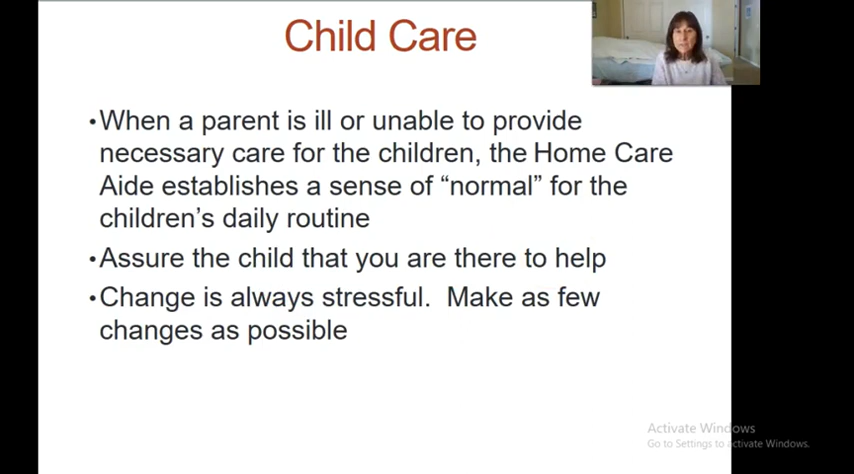 Child Care
•When a parent is ill or unable to provide
necessary care for the children, the Home Care
Aide establishes a sense of “normal” for the
children’s daily routine
•Assure the child that you are there to help
•Change is always stressful.  Make as few
changes as possible
Activate Windows
Go to Settings to activate Windows.